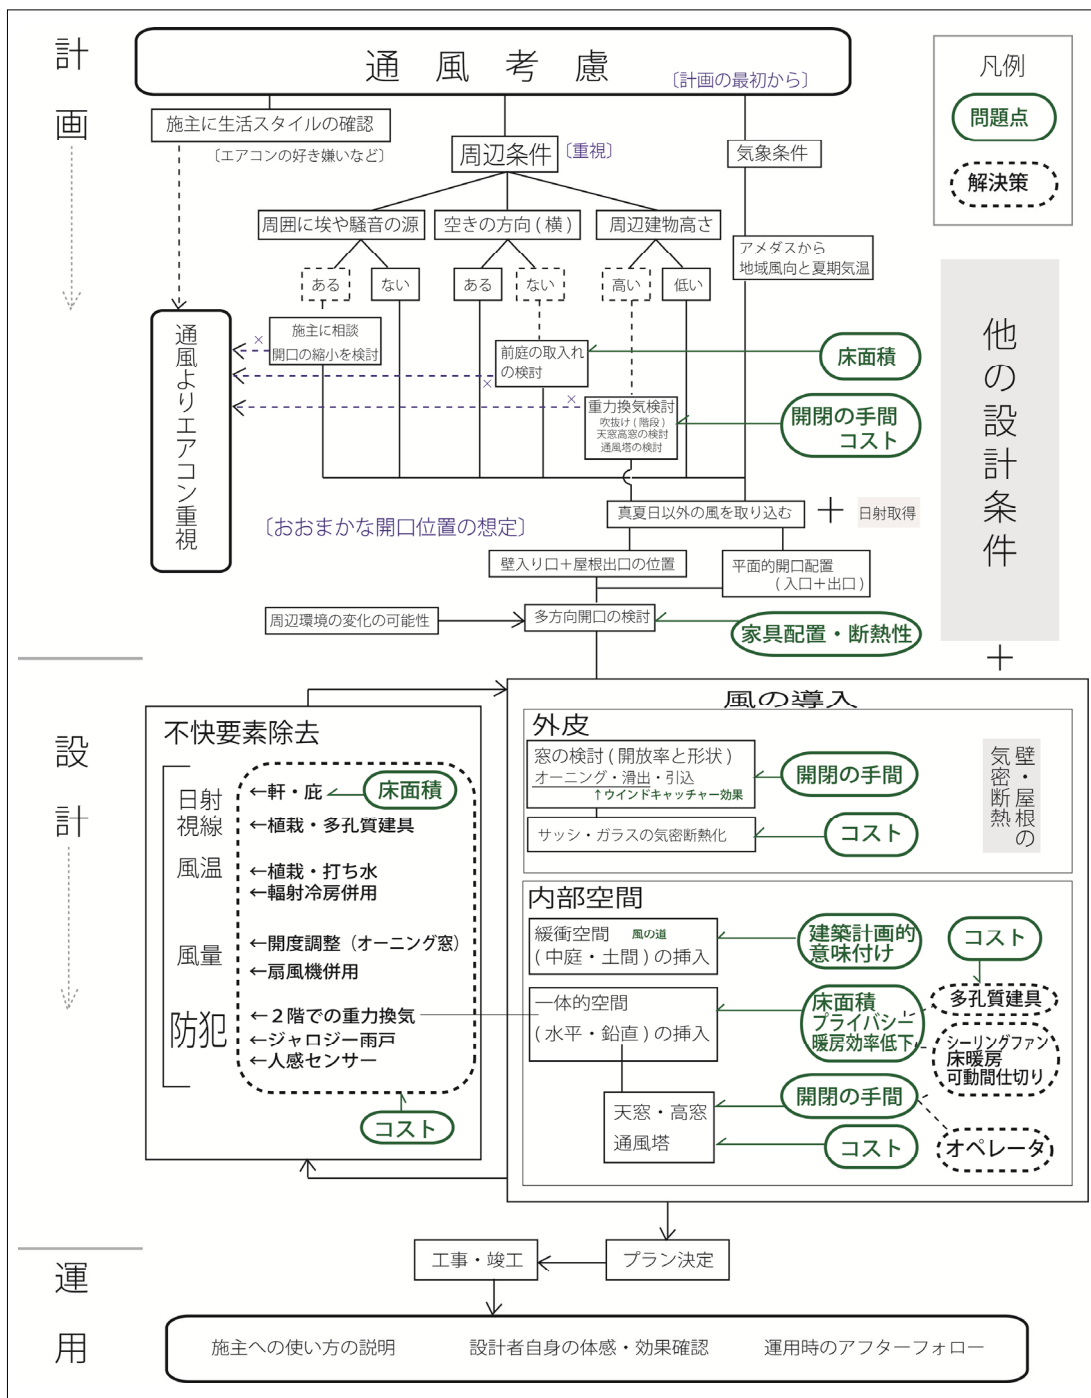 計画
通風考慮
〔計画の最初から〕
凡例
問題点
解決策
施主に生活スタイルの確認
〔エアコンの好き嫌いなど〕
周辺条件
〔重視〕
気象条件
周囲に埃や騒音の源
空きの方向(横)
周辺建物高さ
アメダスから
地域風向と夏期気温
ある
ない
ある
ない
高い
低い
通風よりエアコン重視
施主に相談
開口の縮小を検討
×
前庭の取入れ
の検討
×
床面積
重力換気検討
吹抜け(階段)
天窓高窓の検討
通風塔の検討
×
開閉の手間
コスト
他の設計条件
真夏日以外の風を取り込む
+
日射取得
〔おおまかな開口位置の想定〕
壁入り口+屋根出口の位置
平面的開口配置
(入口+出口)
周辺環境の変化の可能性
多方向開口の検討
家具配置・断熱性
+
設計
不快要素除去
日射
視線
←軒・庇
床面積
←植栽・多孔質建具
風温
←植栽・打ち水
←輻射冷房併用
風量
←開度調整(オーニング窓)
←扇風機併用
防犯
←2階での重力換気
←ジャロジー雨戸
←人感センサー
コスト
風の導入
外皮
窓の検討(開放率と形状)
オーニング・滑出・引込
↑ウインドキャッチャー効果
開閉の手間
サッシ・ガラスの気密断熱化
コスト
壁・屋根の
気密断熱
内部空間
緩衝空間 風の道
(中庭・土間)の挿入
建築計画的
意味付け
コスト
一体的空間
(水平・鉛直)の挿入
床面積
プライバシー
暖房効率低下
多孔質建具
シーリングファン
床暖房
可動間仕切り
天窓・高窓
通風塔
開閉の手間
コスト
オペレータ
運用
工事・竣工
プラン決定
施主への使い方の説明 設計者自身の体感・効果確認 運用時のアフターフォロー